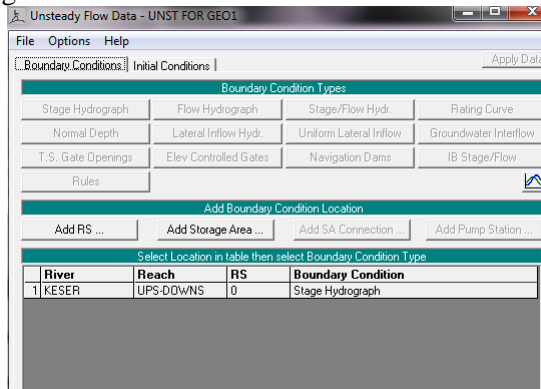 Unsteady Flow Data - UNST FOR GEO1
File Options Help
Boundary Conditions Initial Conditions Apply Data
Boundary Condition Types
Stage Hydrograph Flow Hydrograph Stage/Flow Hydr. Rating Curve
Normal Depth Lateral Inflow Hydr. Uniform Lateral Inflow Groundwater Interflow
T.S. Gate Openings Elev Controlled Gates Navigation Dams IB Stage/Flow
Rules
Add Boundary Condition Location
Add RS ... Add Storage Area ... Add SA Connection ... Add Pump Station ...
Select Location in table then select Boundary Condition Type
River Reach RS Boundary Condition
1 KESER UPS-DOWNS 0 Stage Hydrograph